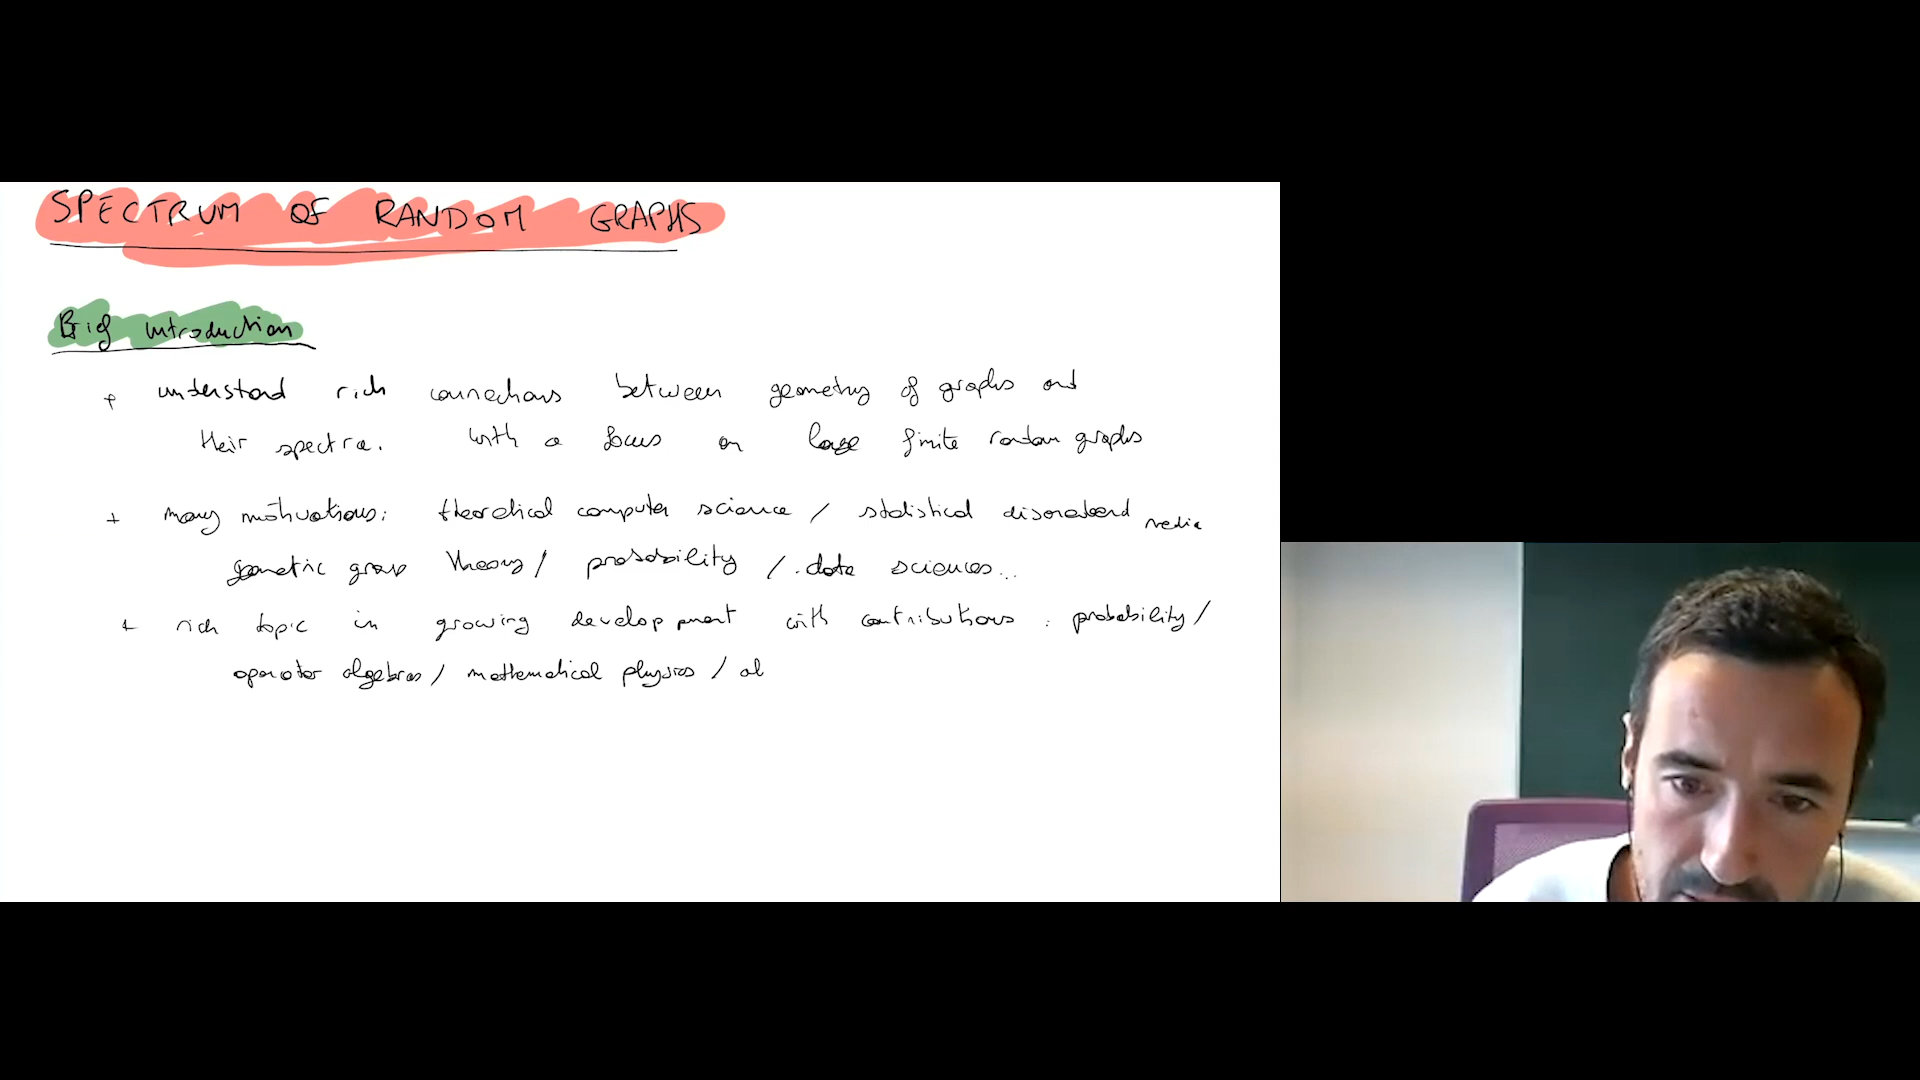 SPECTRUM OF RANDOM GRAPHS
Brief introduction
+ understand rich connections between geometry of graphs and
their spectra. with a focus on large finite random graphs
+ many motivations: theoretical computer science / statistical disordered media
geometric group theory / probability / data sciences...
+ rich topic in growing development with contributions : probability /
operator algebras / mathematical physics / al